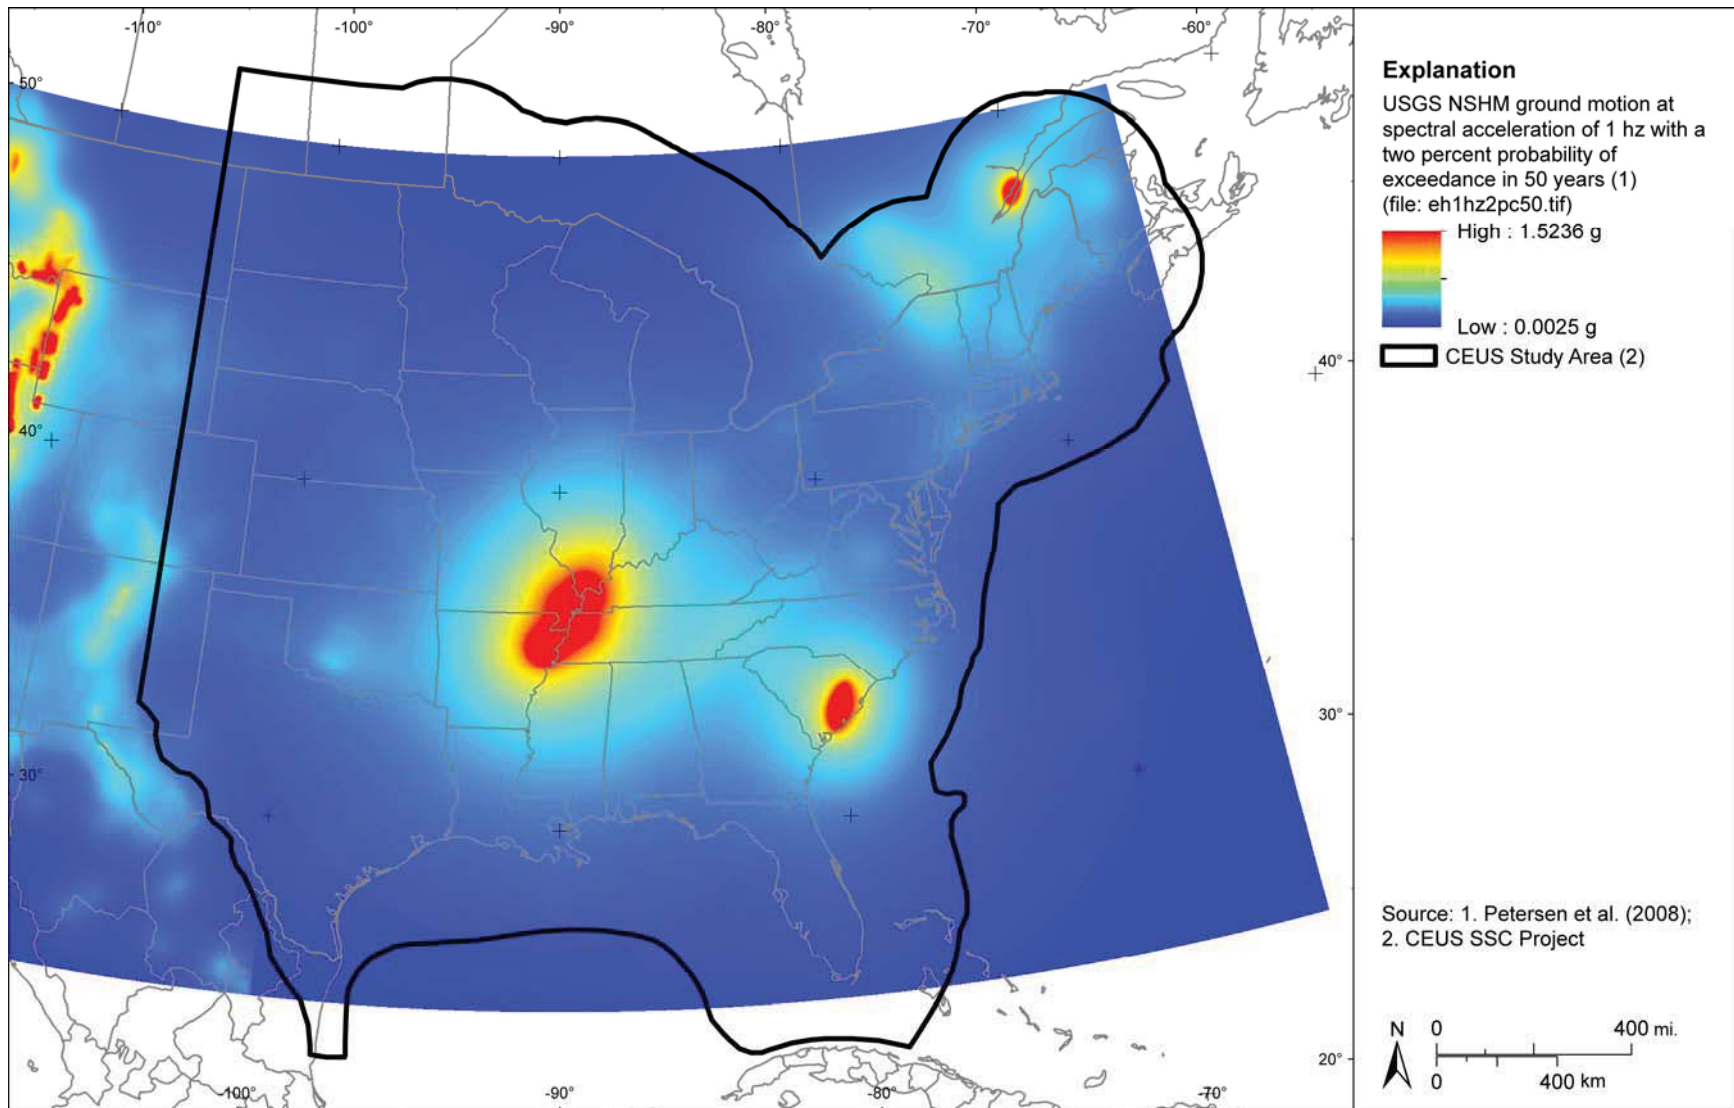 -110° -100° -90° -80° -70° -60°
50°
40°
30°
40°
30°
20°
-100° -90° -80° -70°
Explanation
USGS NSHM ground motion at
spectral acceleration of 1 hz with a
two percent probability of
exceedance in 50 years (1)
(file: eh1hz2pc50.tif)
High : 1.5236 g
Low : 0.0025 g
CEUS Study Area (2)
Source: 1. Petersen et al. (2008);
2. CEUS SSC Project
N 0 400 mi.
0 400 km